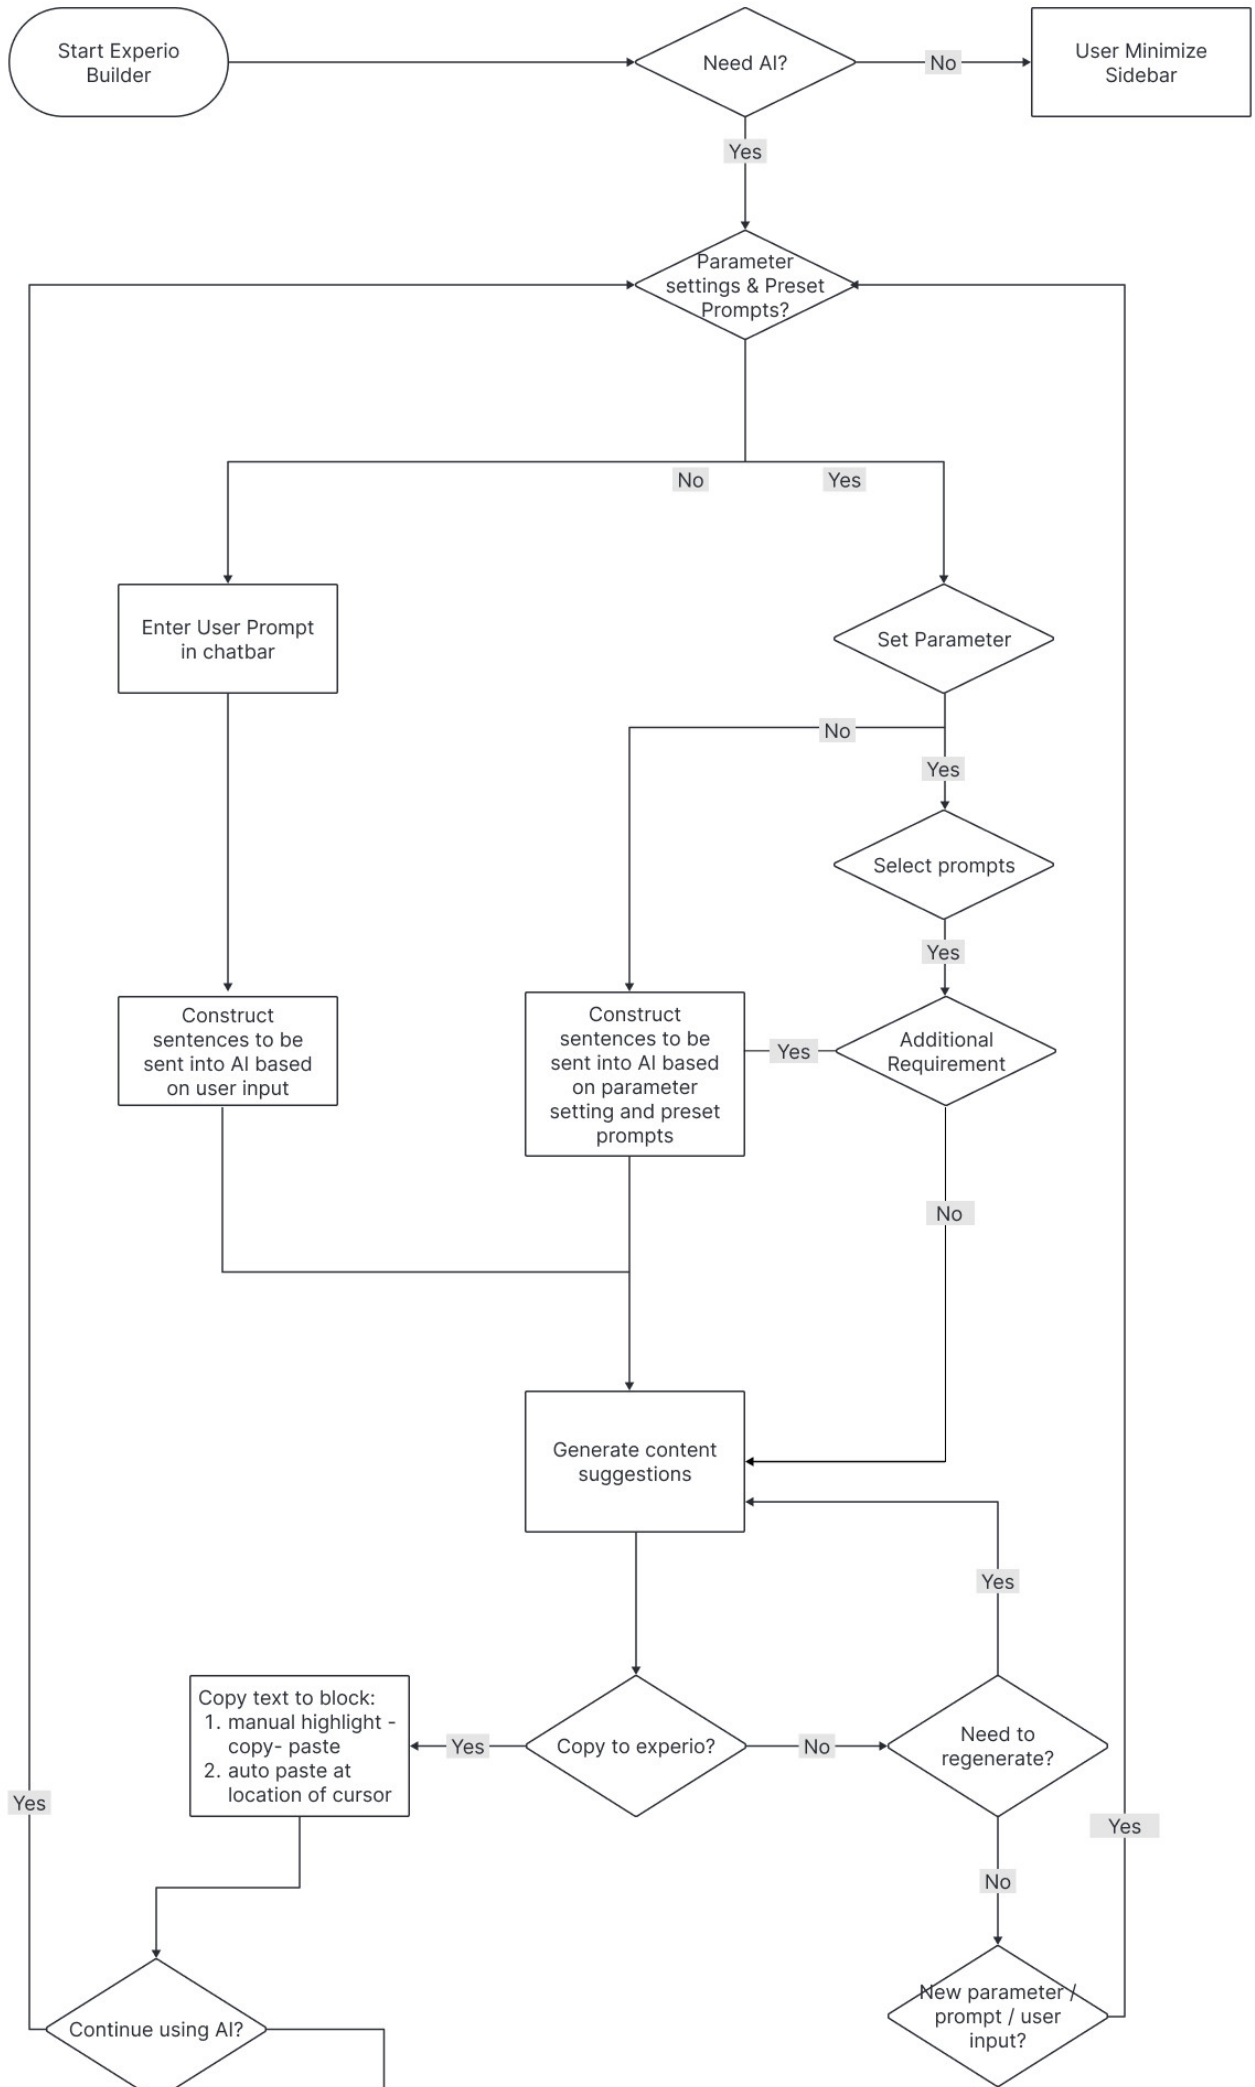 Start Experio
Builder
Need AI?
No
User Minimize
Sidebar
Yes
Parameter
settings & Preset
Prompts?
No
Yes
Enter User Prompt
in chatbar
Set Parameter
No
Yes
Select prompts
Yes
Construct
sentences to be
sent into AI based
on user input
Construct
sentences to be
sent into AI based
on parameter
setting and preset
prompts
Yes
Additional
Requirement
No
Generate content
suggestions
Yes
Copy text to block:
1. manual highlight -
copy- paste
2. auto paste at
location of cursor
Yes
Copy to experio?
No
Need to
regenerate?
Yes
Yes
No
Continue using AI?
New parameter /
prompt / user
input?